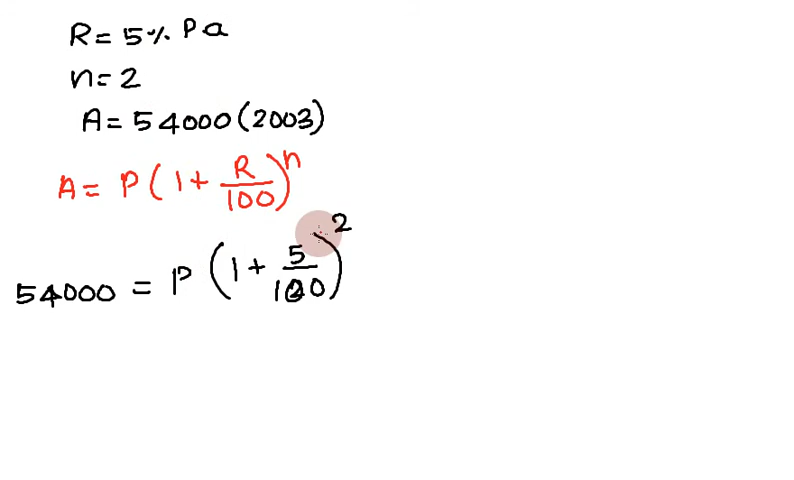 R = 5% Pa
n = 2
A = 54000 (2003)
A = P (1 + R/100)^n
54000 = P (1 + 5/100)^2